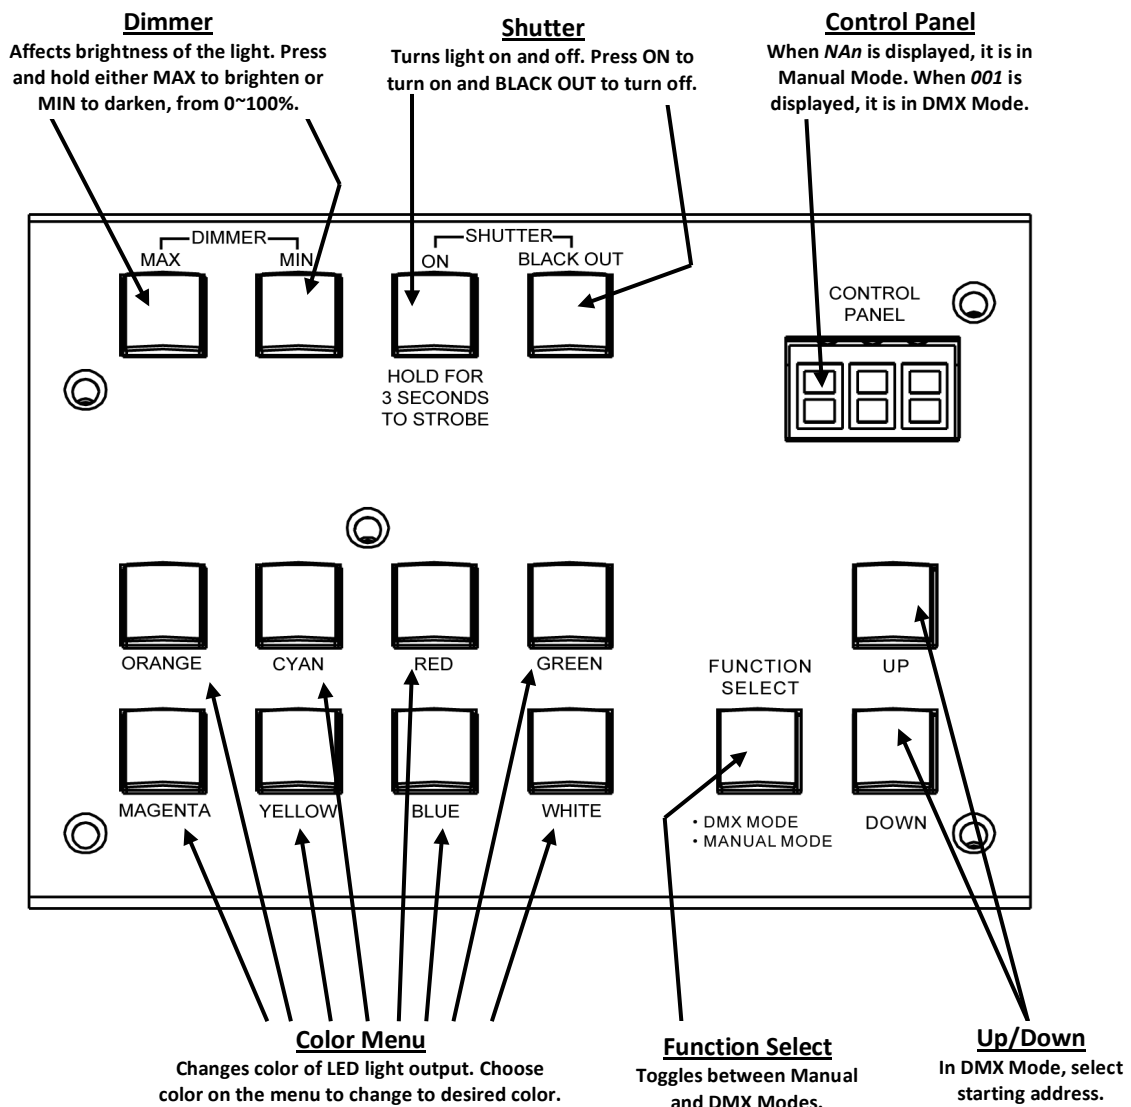 Dimmer
Affects brightness of the light. Press
and hold either MAX to brighten or
MIN to darken, from 0~100%.
Shutter
Turns light on and off. Press ON to
turn on and BLACK OUT to turn off.
Control Panel
When NAn is displayed, it is in
Manual Mode. When 001 is
displayed, it is in DMX Mode.
DIMMER
MAX
MIN
SHUTTER
ON
BLACK OUT
HOLD FOR
3 SECONDS
TO STROBE
CONTROL
PANEL
ORANGE
CYAN
RED
GREEN
FUNCTION
SELECT
UP
MAGENTA
YELLOW
BLUE
WHITE
• DMX MODE
• MANUAL MODE
DOWN
Color Menu
Changes color of LED light output. Choose
color on the menu to change to desired color.
Function Select
Toggles between Manual
and DMX Modes.
Up/Down
In DMX Mode, select
starting address.